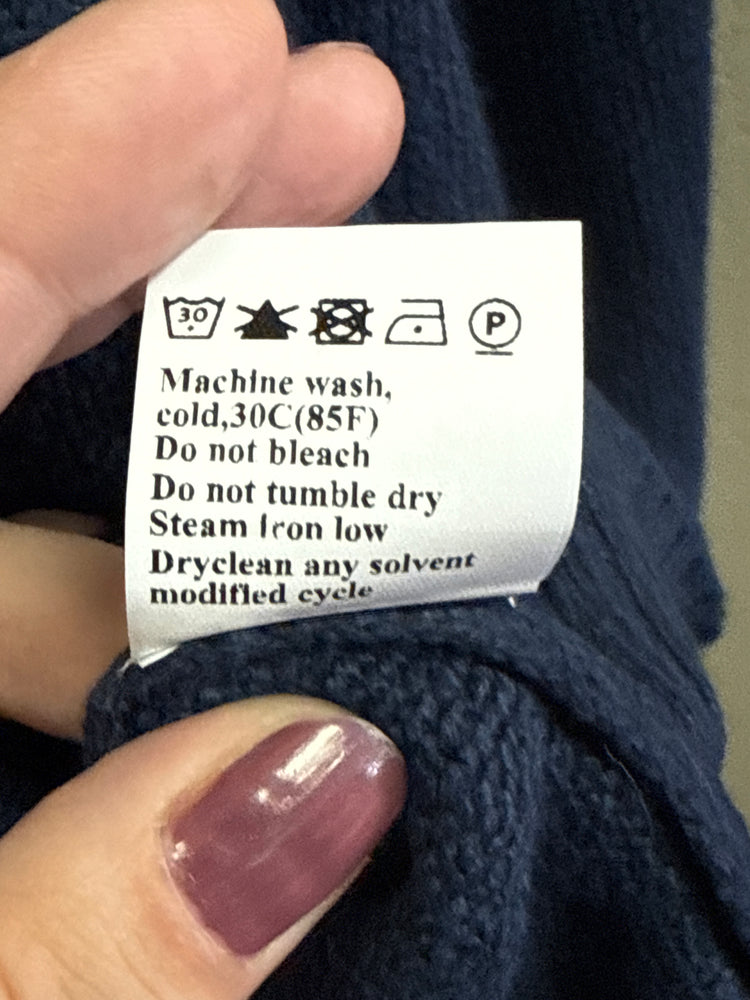 30
P
Machine wash,
cold,30C(85F)
Do not bleach
Do not tumble dry
Steam iron low
Dryclean any solvent
modified cycle